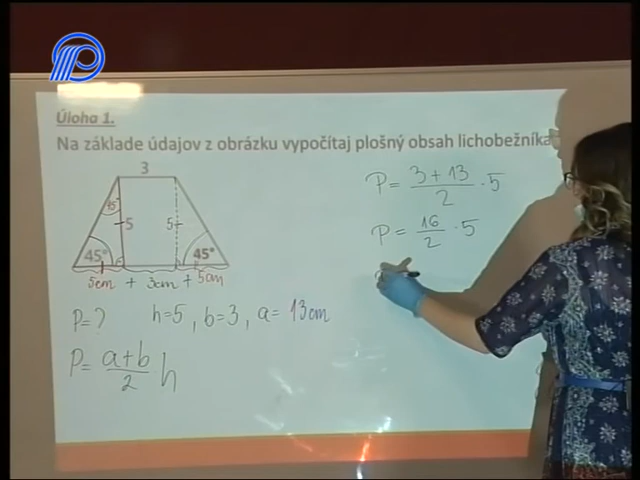 Úloha 1.
Na základe údajov z obrázku vypočítaj plošný obsah lichobežníka
3
45°
5
5
45°
45°
5cm + 3cm + 5cm
P=?
h=5, b=3, a= 13cm
P= a+b/2 h
P= 3+13/2 · 5
P= 16/2 · 5